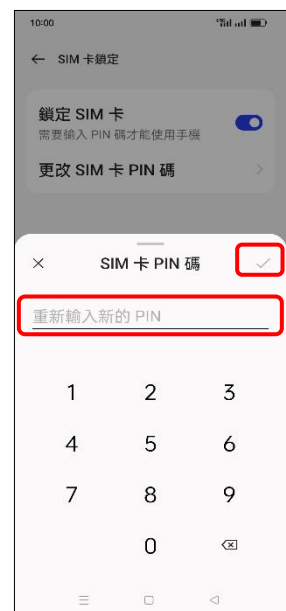 10:00
← SIM 卡鎖定
鎖定 SIM 卡
需要輸入 PIN 碼才能使用手機
更改 SIM 卡 PIN 碼
× SIM 卡 PIN 碼 ✓
重新輸入新的 PIN
1 2 3
4 5 6
7 8 9
0